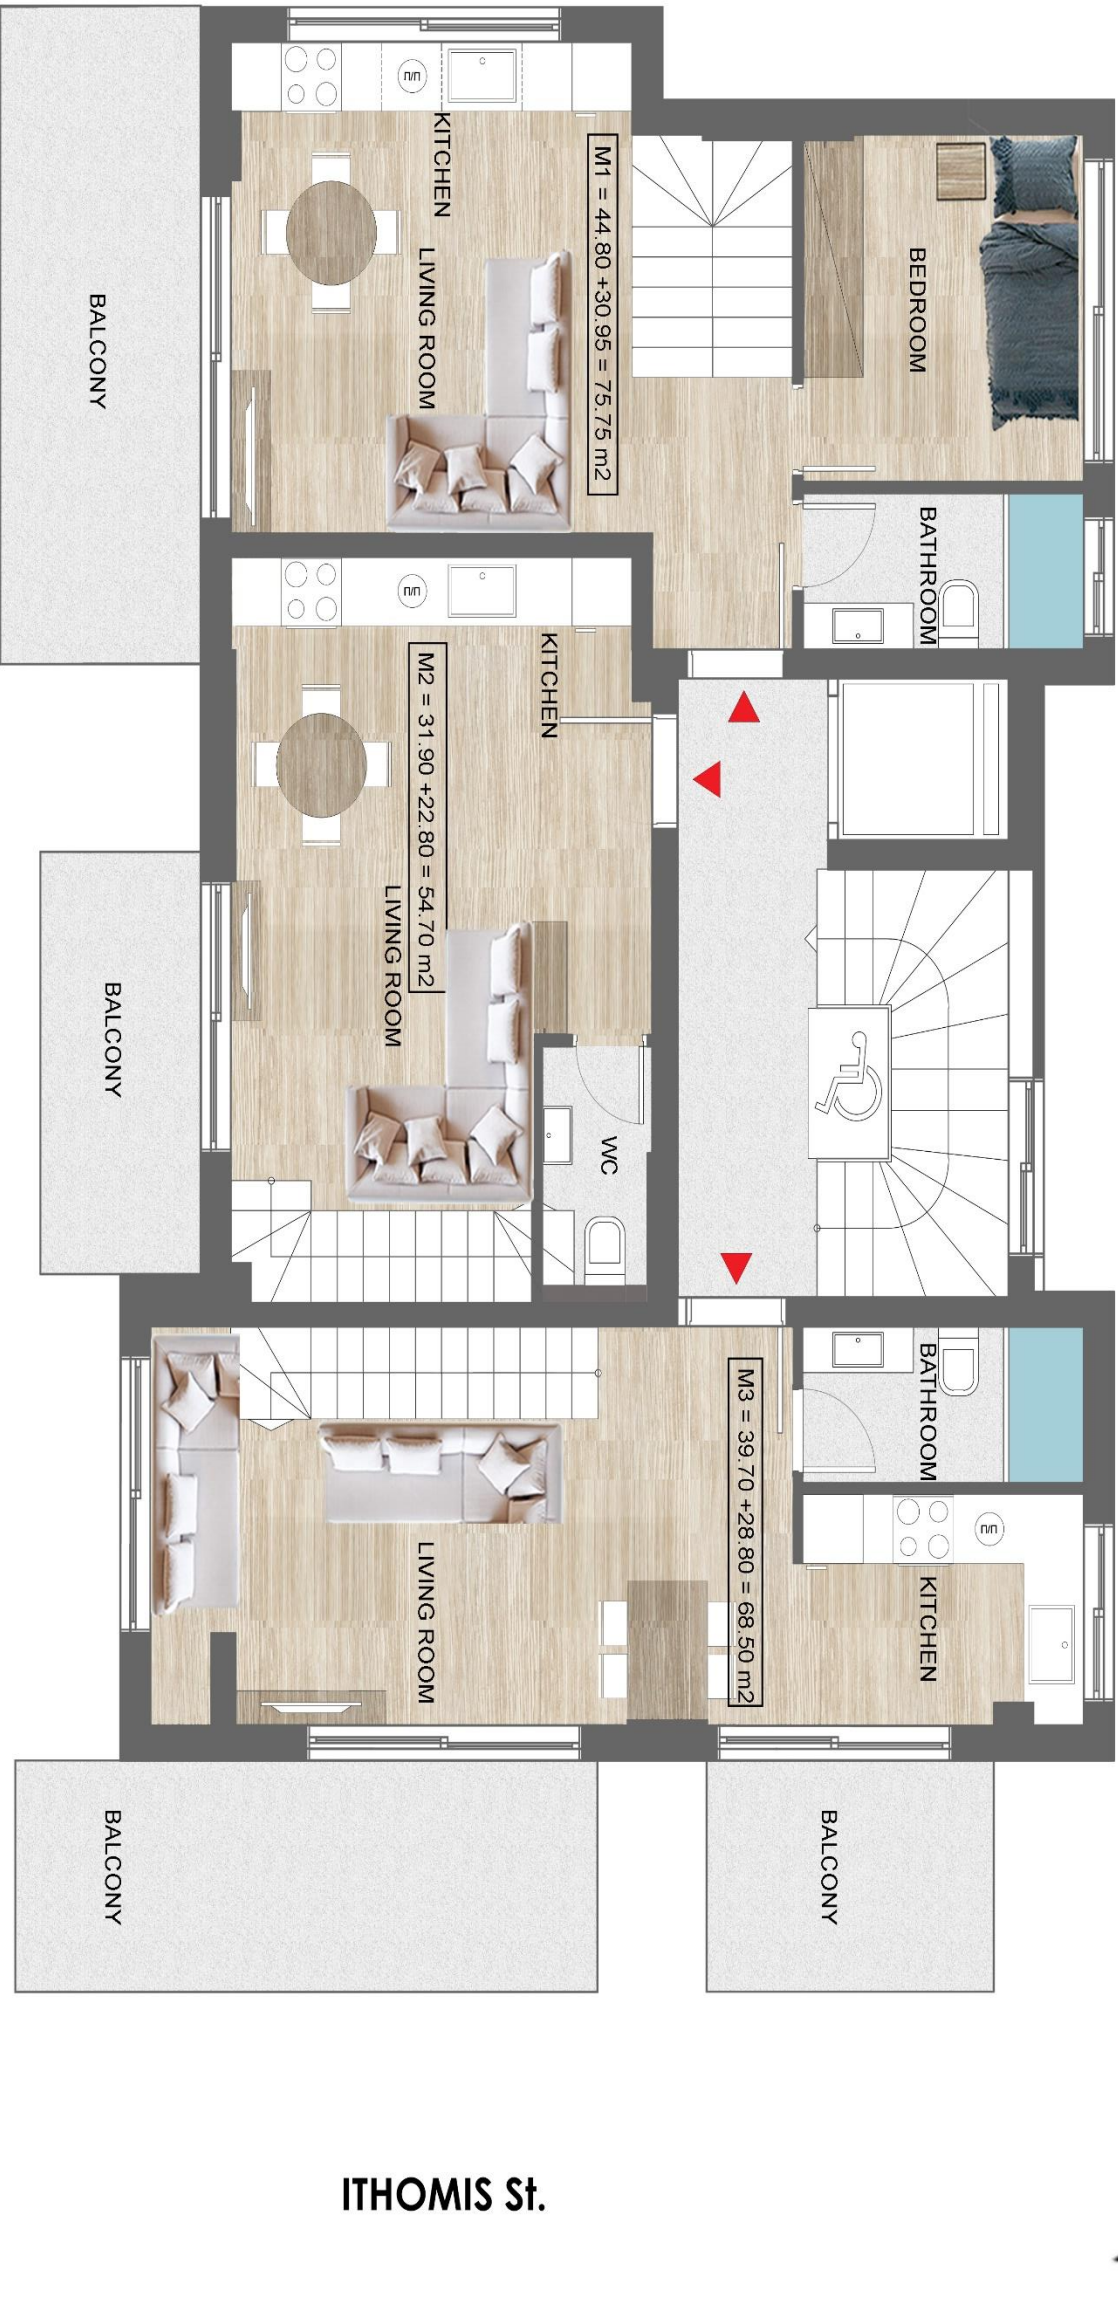 BALCONY
KITCHEN
LIVING ROOM
M1 = 44.80 +30.95 = 75.75 m2
BEDROOM
BATHROOM
П/П
П/П
KITCHEN
M2 = 31.90 +22.80 = 54.70 m2
LIVING ROOM
BALCONY
WC
BATHROOM
M3 = 39.70 +28.80 = 68.50 m2
П/П
KITCHEN
LIVING ROOM
BALCONY
BALCONY
ITHOMIS St.